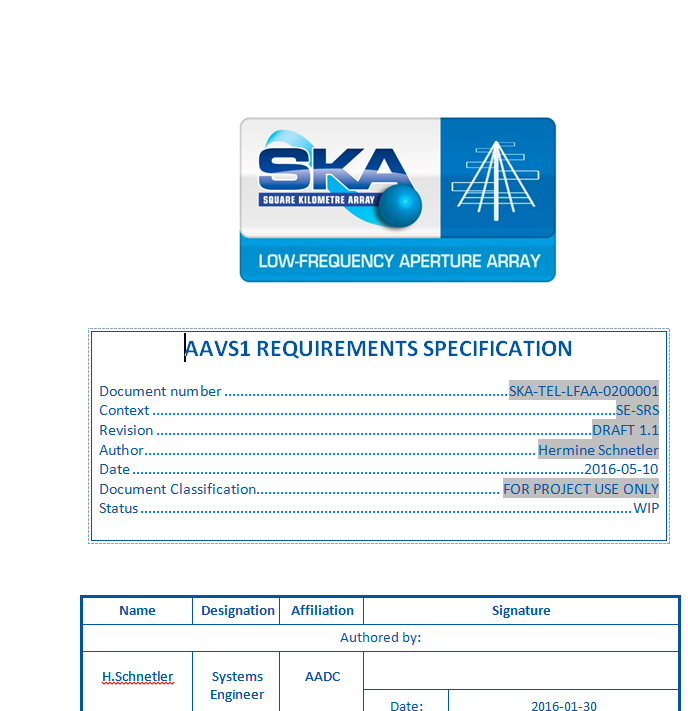 SKA
SQUARE KILOMETRE ARRAY
LOW-FREQUENCY APERTURE ARRAY
AAVS1 REQUIREMENTS SPECIFICATION
Document number SKA-TEL-LFAA-0200001
Context SE-SRS
Revision DRAFT 1.1
Author Hermine Schnetler
Date 2016-05-10
Document Classification FOR PROJECT USE ONLY
Status WIP
Name Designation Affiliation Signature
Authored by:
H.Schnetler Systems AADC
Engineer
Date: 2016-01-30